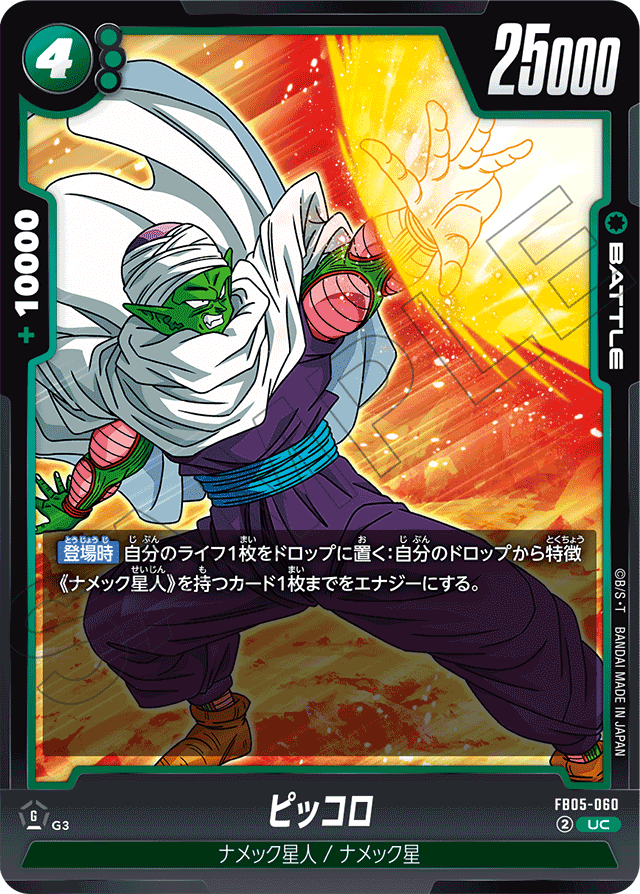 4
25000
+ 10000
BATTLE
SAMPLE
登場時 自分のライフ1枚をドロップに置く:自分のドロップから特徴
《ナメック星人》を持つカード1枚までをエナジーにする。
©B/S・T BANDAI MADE IN JAPAN
G
G3
ピッコロ
FB05-060
② UC
ナメック星人 / ナメック星